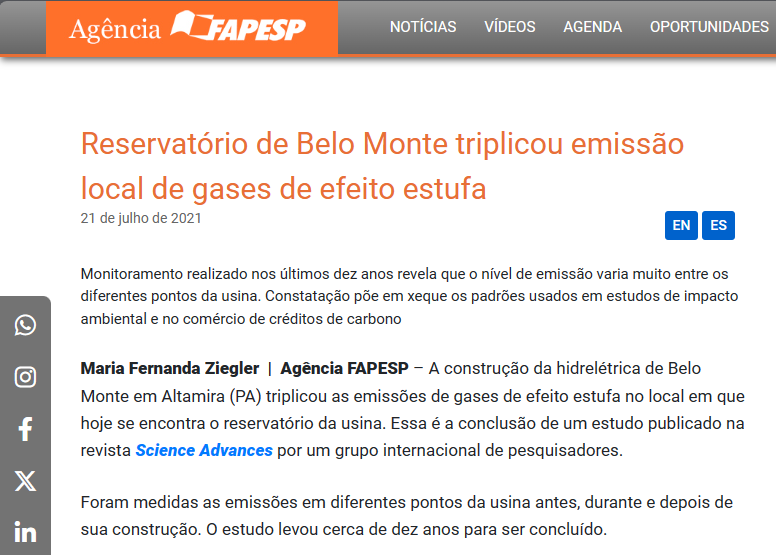 Agência FAPESP
NOTÍCIAS VÍDEOS AGENDA OPORTUNIDADES
Reservatório de Belo Monte triplicou emissão
local de gases de efeito estufa
21 de julho de 2021
EN ES
Monitoramento realizado nos últimos dez anos revela que o nível de emissão varia muito entre os
diferentes pontos da usina. Constatação põe em xeque os padrões usados em estudos de impacto
ambiental e no comércio de créditos de carbono
Maria Fernanda Ziegler | Agência FAPESP – A construção da hidrelétrica de Belo
Monte em Altamira (PA) triplicou as emissões de gases de efeito estufa no local em que
hoje se encontra o reservatório da usina. Essa é a conclusão de um estudo publicado na
revista Science Advances por um grupo internacional de pesquisadores.
Foram medidas as emissões em diferentes pontos da usina antes, durante e depois de
sua construção. O estudo levou cerca de dez anos para ser concluído.